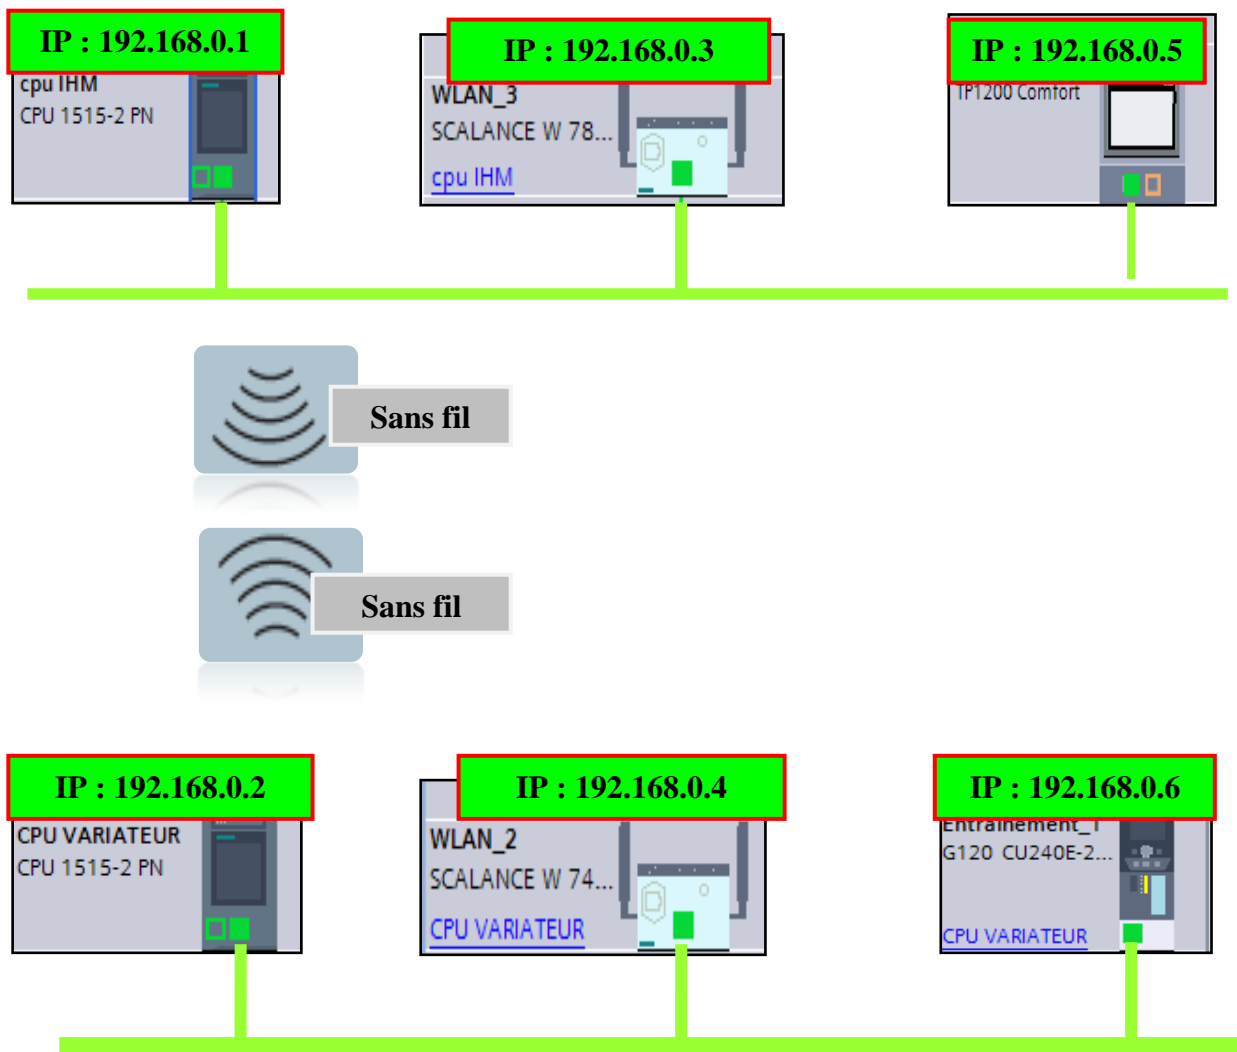 IP : 192.168.0.1
cpu IHM
CPU 1515-2 PN
IP : 192.168.0.3
WLAN_3
SCALANCE W 78...
cpu IHM
IP : 192.168.0.5
TP1200 Comfort
Sans fil
Sans fil
IP : 192.168.0.2
CPU VARIATEUR
CPU 1515-2 PN
IP : 192.168.0.4
WLAN_2
SCALANCE W 74...
CPU VARIATEUR
IP : 192.168.0.6
Entraînement_1
G120 CU240E-2...
CPU VARIATEUR